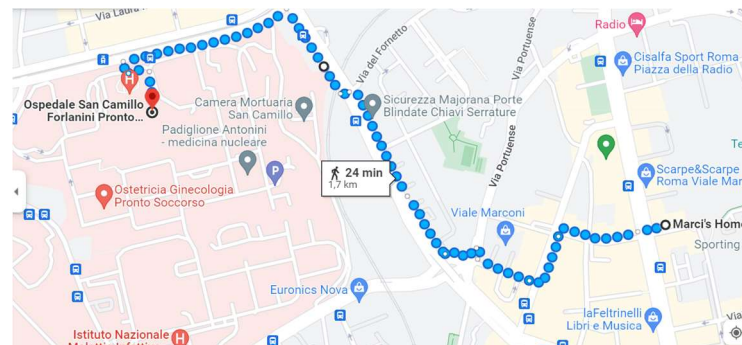 Via Laura
Radio
Cisalfa Sport Roma
Piazza della Radio
Via del Fornetto
Via Portuense
Ospedale San Camillo
Forlanini Pronto...
Camera Mortuaria
San Camillo
Sicurezza Majorana Porte
Blindate Chiavi Serrature
Padiglione Antonini
- medicina nucleare
Via Portuense
24 min
1,7 km
Scarpe&Scarpe
Roma Viale Mar
Ostetricia Ginecologia
Pronto Soccorso
Viale Marconi
Marci's Home
Sporting
Euronics Nova
laFeltrinelli
Libri e Musica
Via
Istituto Nazionale